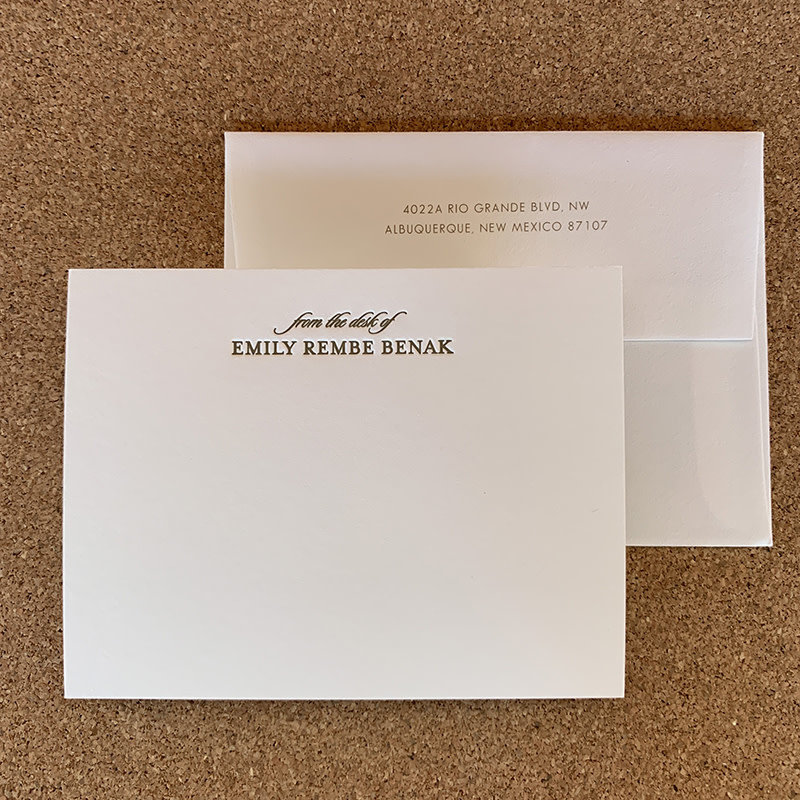 4022A RIO GRANDE BLVD, NW
ALBUQUERQUE, NEW MEXICO 87107
from the desk of
EMILY REMBE BENAK